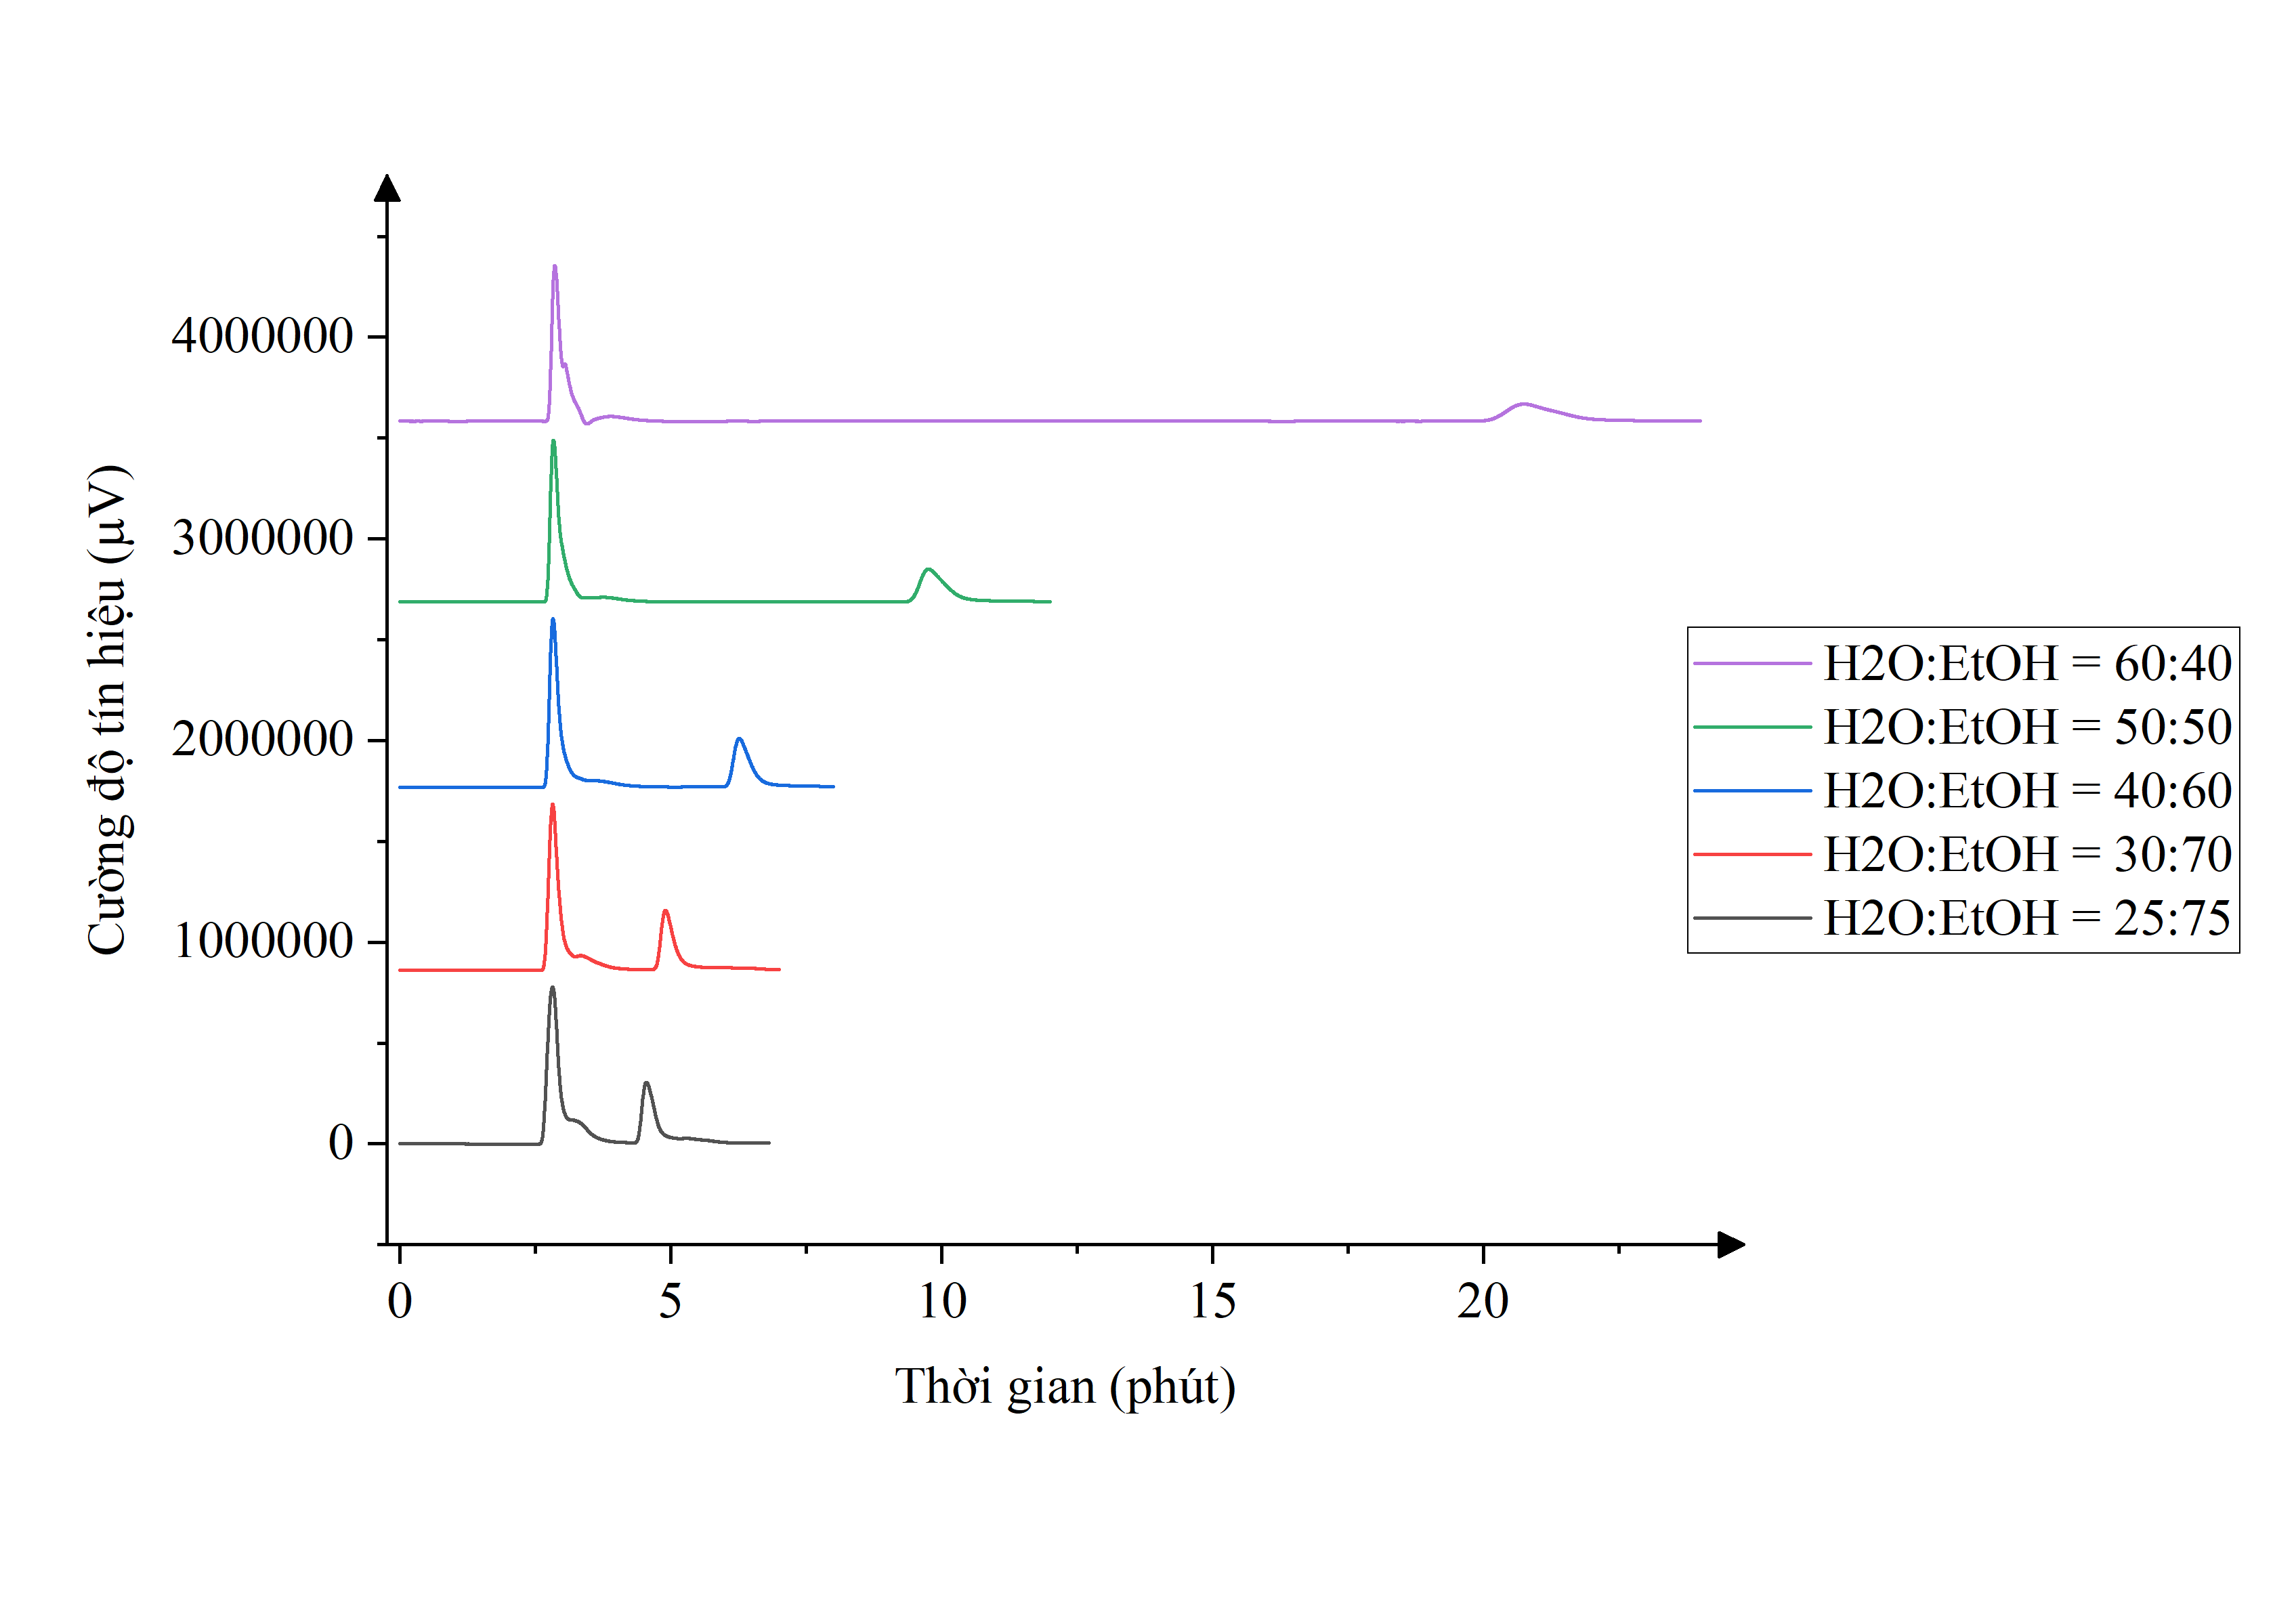 Cường độ tín hiệu (µV)
4000000
3000000
2000000
1000000
0
0 5 10 15 20
Thời gian (phút)
H2O:EtOH = 60:40
H2O:EtOH = 50:50
H2O:EtOH = 40:60
H2O:EtOH = 30:70
H2O:EtOH = 25:75